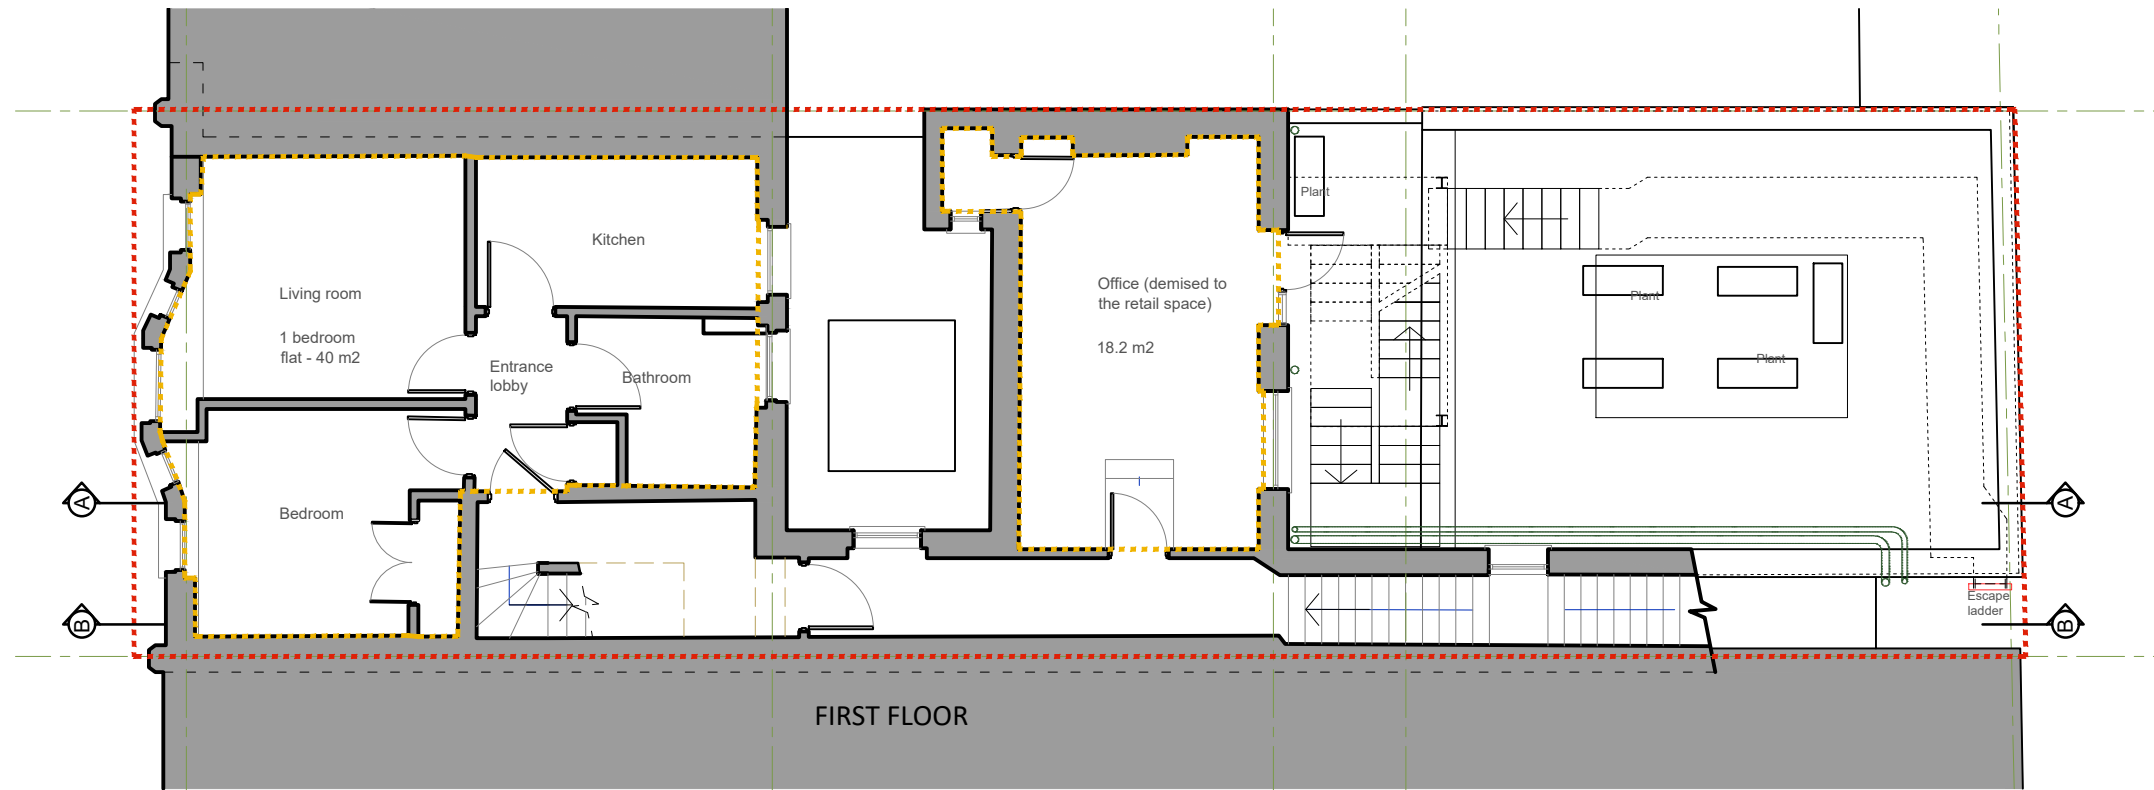 Plant
Kitchen
Living room
1 bedroom
flat - 40 m2
Office (demised to
the retail space)
18.2 m2
Plant
Plant
Entrance
lobby
Bathroom
Bedroom
A
A
B
B
Escape
ladder
FIRST FLOOR